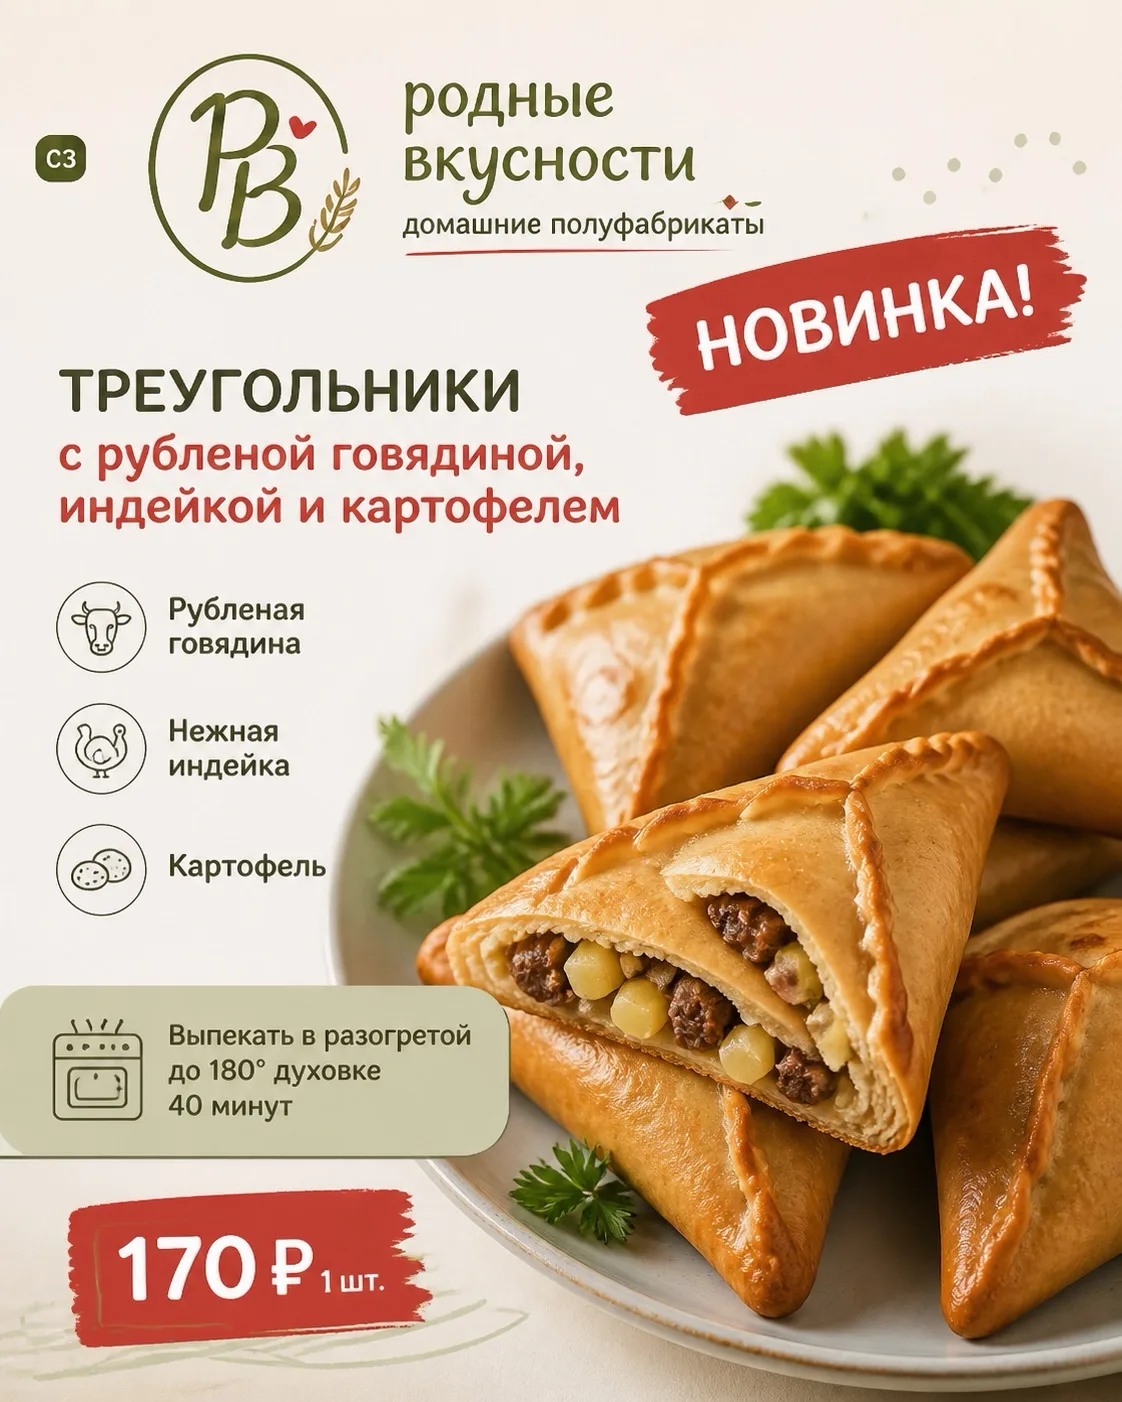 СЗ
РВ
родные
вкусности
домашние полуфабрикаты
НОВИНКА!
ТРЕУГОЛЬНИКИ
с рубленой говядиной,
индейкой и картофелем
Рубленая
говядина
Нежная
индейка
Картофель
Выпекать в разогретой
до 180° духовке
40 минут
170 ₽ 1 шт.